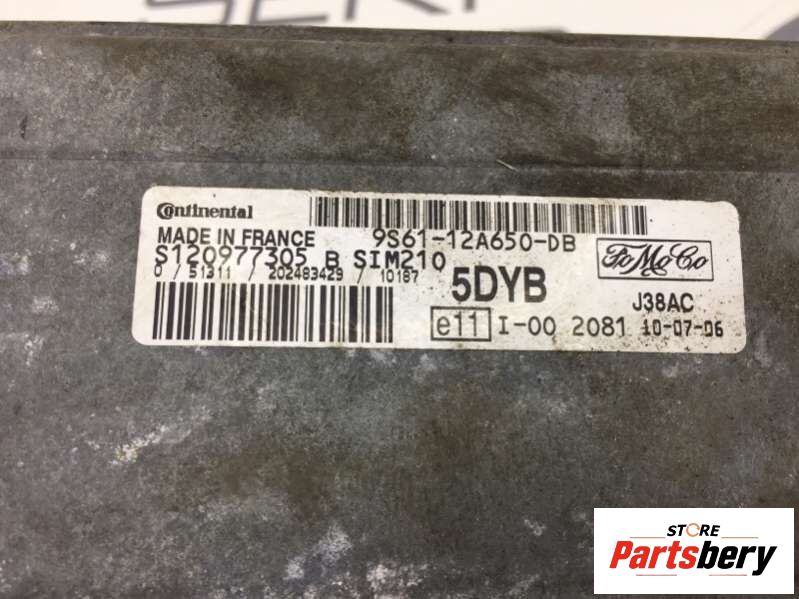 Continental
MADE IN FRANCE
9S61-12A650-DB
S120977305 B SIM210
0 / 51311 / 202483429 / 10187
5DYB
FoMoCo
J38AC
e11 I-00 2081 10-07-06
STORE
Partsbery